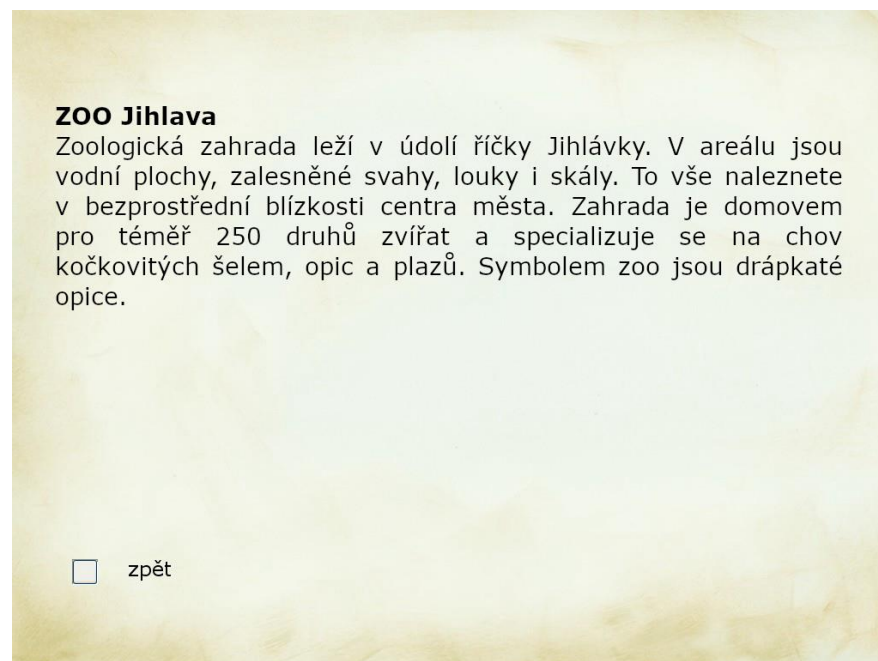 ZOO Jihlava
Zoologická zahrada leží v údolí říčky Jihlávky. V areálu jsou
vodní plochy, zalesněné svahy, louky i skály. To vše naleznete
v bezprostřední blízkosti centra města. Zahrada je domovem
pro téměř 250 druhů zvířat a specializuje se na chov
kočkovitých šelem, opic a plazů. Symbolem zoo jsou drápkaté
opice.
zpět